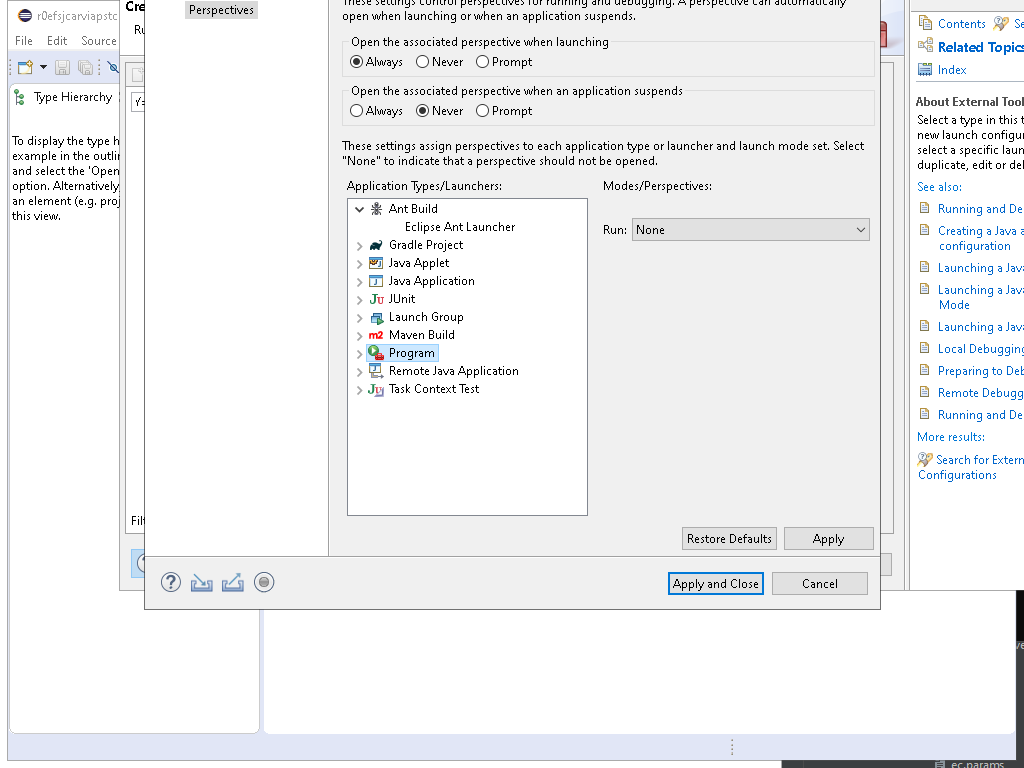 r0efsjcarviapstc
File Edit Source
Type Hierarchy
To display the type h
example in the outlin
and select the 'Open
option. Alternatively
an element (e.g. proj
this view.
Cre
Ru
Filt
Perspectives
These settings control perspectives for running and debugging. A perspective can automatically
open when launching or when an application suspends.
Open the associated perspective when launching
Always Never Prompt
Open the associated perspective when an application suspends
Always Never Prompt
These settings assign perspectives to each application type or launcher and launch mode set. Select
"None" to indicate that a perspective should not be opened.
Application Types/Launchers:
Modes/Perspectives:
Ant Build
Eclipse Ant Launcher
Gradle Project
Java Applet
Java Application
JUnit
Launch Group
Maven Build
Program
Remote Java Application
Task Context Test
Run: None
Restore Defaults Apply
Apply and Close Cancel
Contents Se
Related Topics
Index
About External Tool
Select a type in this t
new launch configur
select a specific laun
duplicate, edit or del
See also:
Running and De
Creating a Java a
configuration
Launching a Java
Launching a Java
Mode
Launching a Java
Local Debugging
Preparing to Deb
Remote Debugg
Running and De
More results:
Search for Extern
Configurations
ec.params